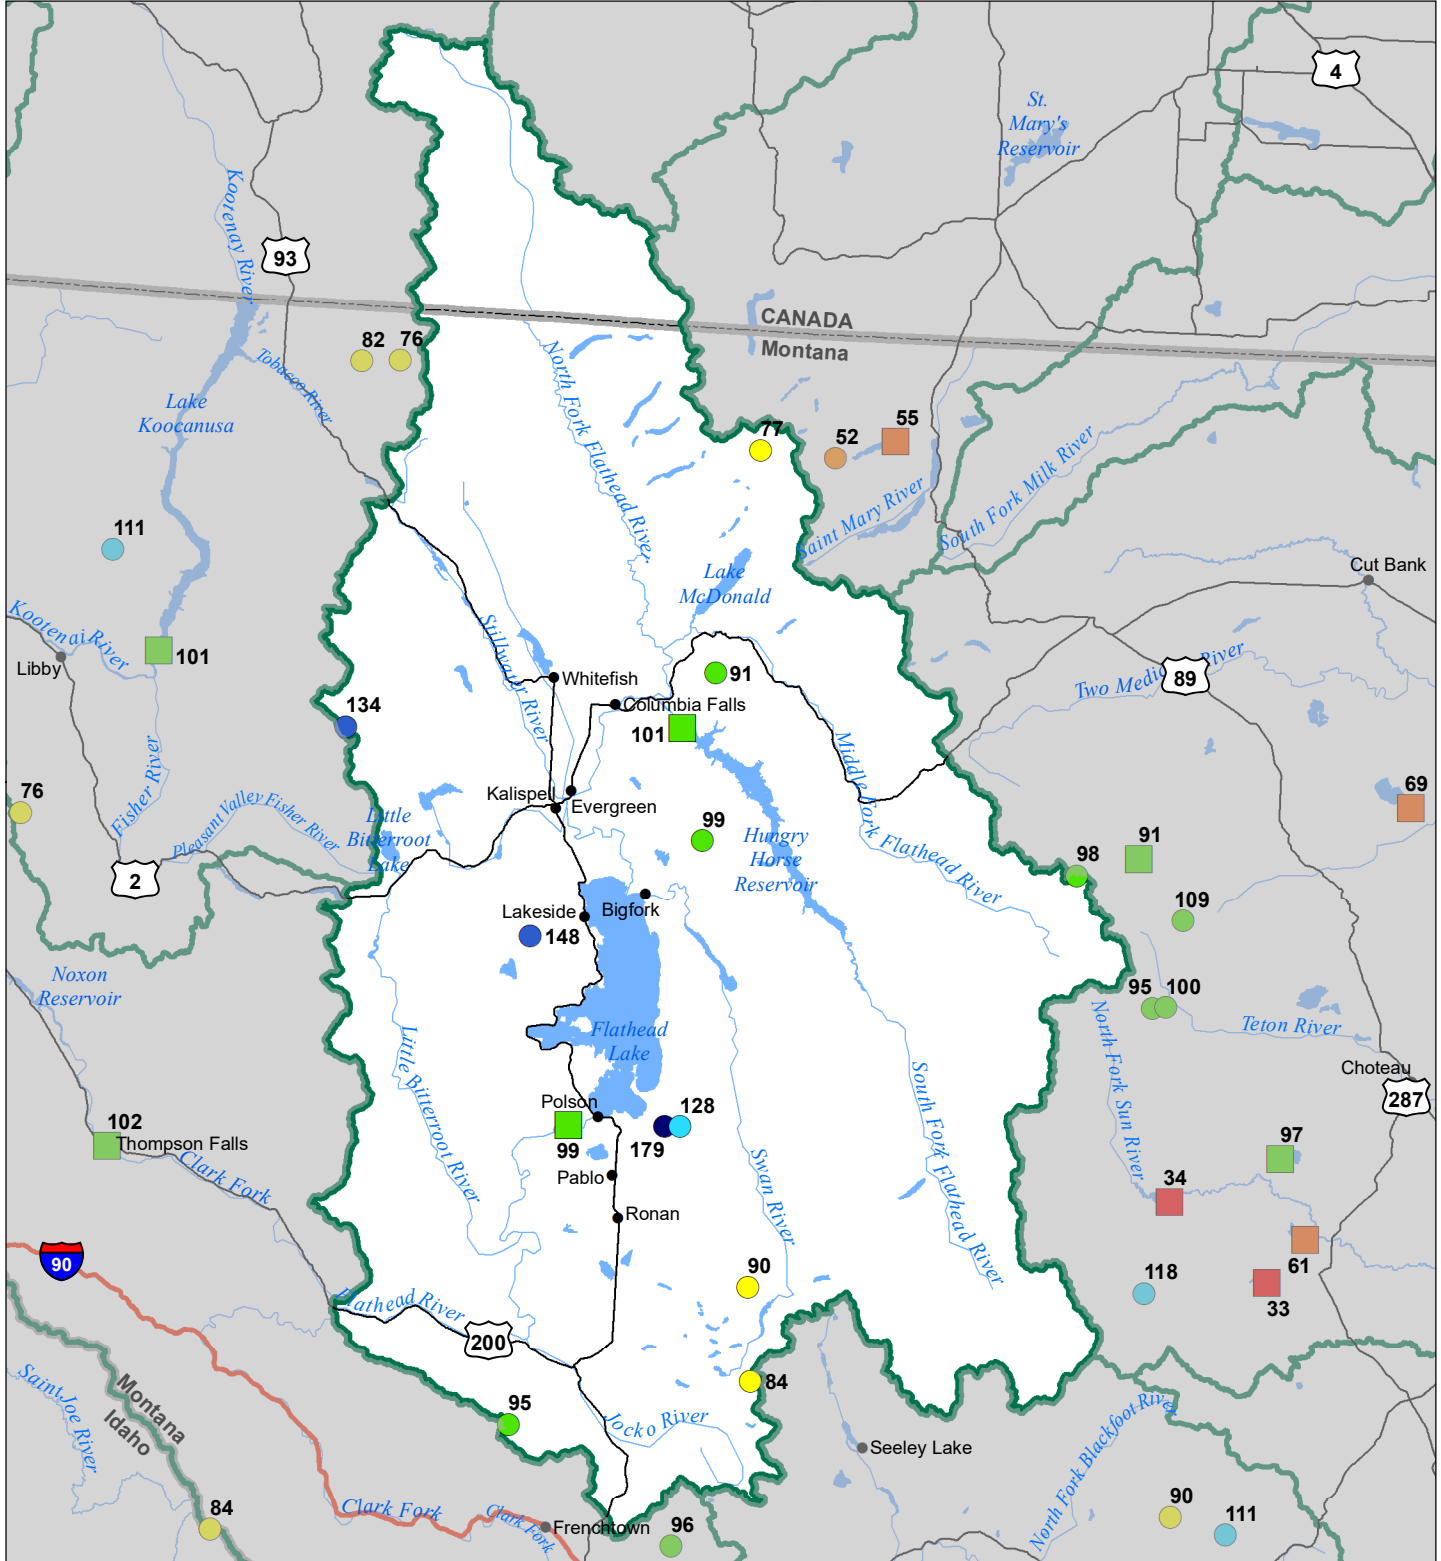 4
St.
Mary's
Reservoir
Kootenay River
93
CANADA
Montana
82
76
Tobacco River
Lake
Koocanusa
North Fork Flathead River
77
52
55
Saint Mary River
South Fork Milk River
111
Cut Bank
Lake
McDonald
Kootenai River
Libby
101
Stillwater River
Whitefish
91
Two Medicine River
89
Columbia Falls
134
101
Middle Fork Flathead River
Fisher River
76
Pleasant Valley Fisher River
Little
Bitterroot
Lake
Kalispell
Evergreen
69
99
Hungry
Horse
Reservoir
91
98
2
109
Lakeside
Bigfork
148
Noxon
Reservoir
95
100
North Fork Sun River
Teton River
Flathead
Lake
Little Bitterroot River
South Fork Flathead River
Choteau
287
Polson
128
102
Thompson Falls
99
179
97
Clark Fork
Pablo
Swan River
34
Ronan
61
90
90
118
33
Flathead River
200
84
Saint Joe River
Montana
Idaho
95
Jocko River
North Fork Blackfoot River
Seeley Lake
84
Clark Fork
Clark Fork
Frenchtown
96
90
111